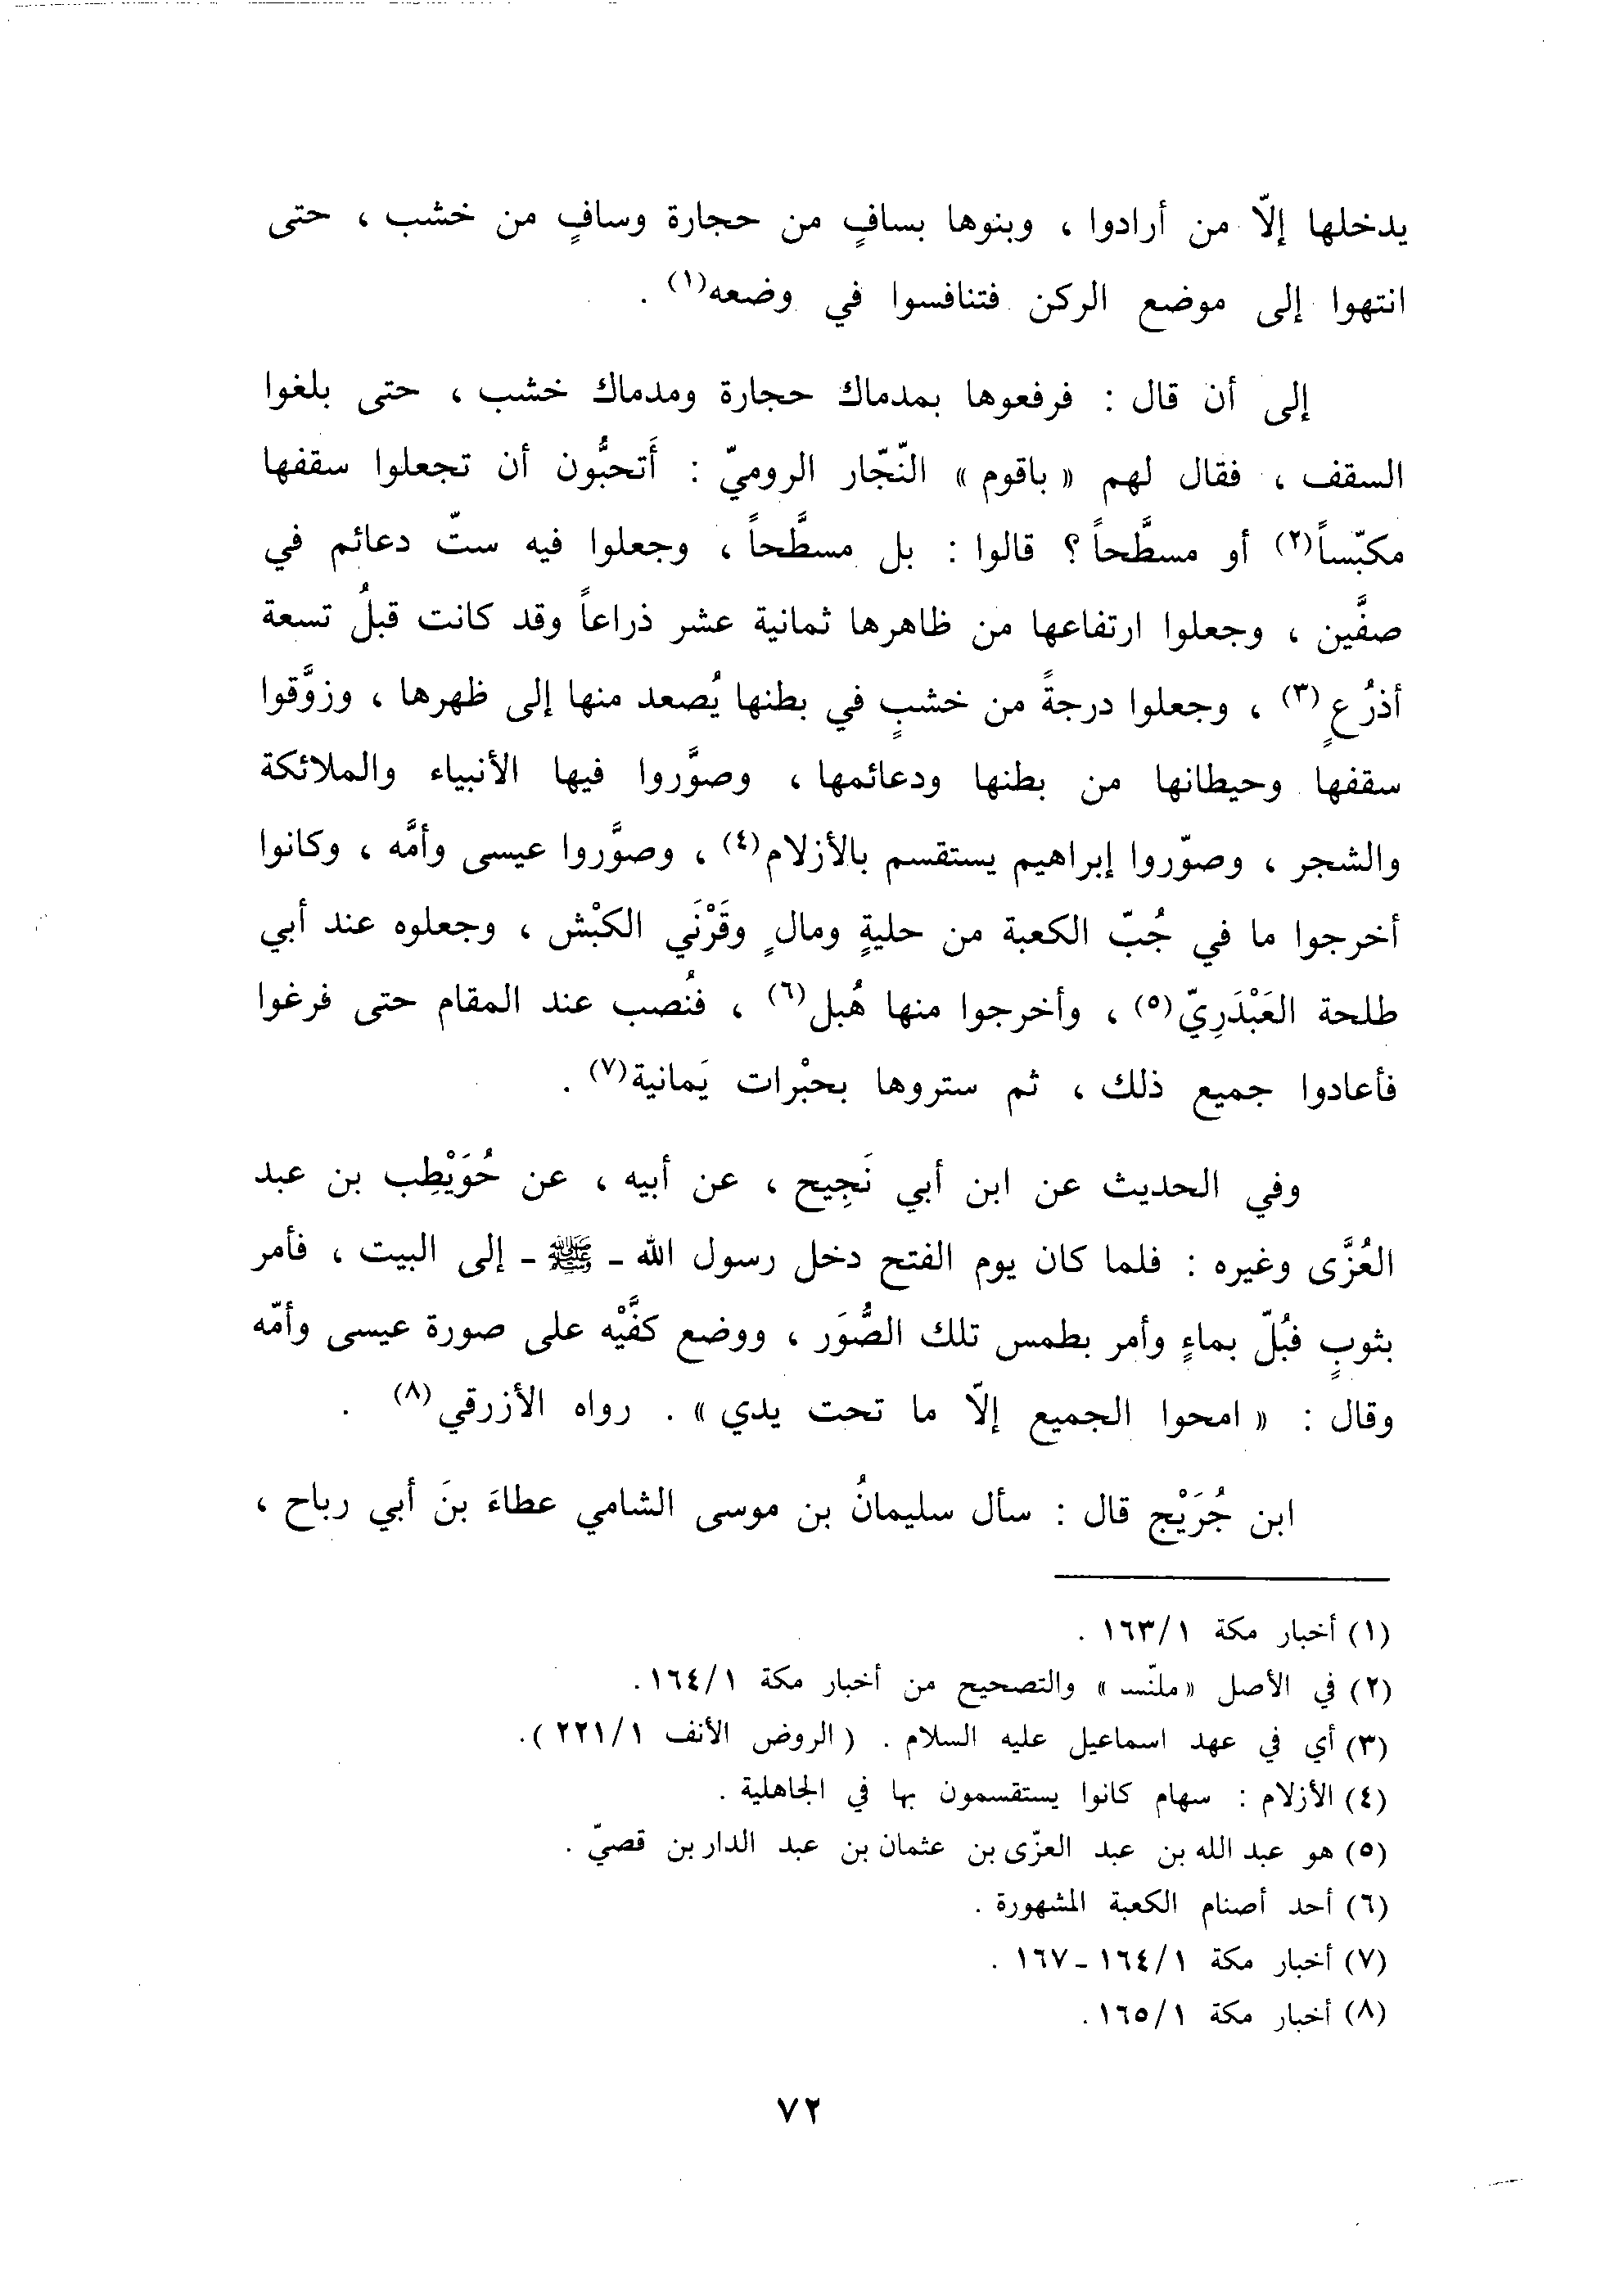 يدخلها إلّا من أرادوا ، وبنوها بسافٍ من حجارة وسافٍ من خشب ، حتى
انتهوا إلى موضع الركن فتنافسوا في وضعه(١) .
إلى أن قال : فرفعوها بمدماك حجارة ومدماك خشب ، حتى بلغوا
السقف ، فقال لهم « باقوم » النّجّار الروميّ : أَتحبُّون أن تجعلوا سقفها
مكبّساً(٢) أو مسطَّحاً ؟ قالوا : بل مسطَّحاً ، وجعلوا فيه ستّ دعائم في
صفَّين ، وجعلوا ارتفاعها من ظاهرها ثمانية عشر ذراعاً وقد كانت قبلُ تسعة
أذرُعٍ(٣) ، وجعلوا درجةً من خشبٍ في بطنها يُصعد منها إلى ظهرها ، وزوَّقوا
سقفها وحيطانها من بطنها ودعائمها ، وصوَّروا فيها الأنبياء والملائكة
والشجر ، وصوّروا إبراهيم يستقسم بالأزلام(٤) ، وصوَّروا عيسى وأمَّه ، وكانوا
أخرجوا ما في جُبّ الكعبة من حليةٍ ومالٍ وقَرْنَي الكبْش ، وجعلوه عند أبي
طلحة العَبْدَرِيّ(٥) ، وأخرجوا منها هُبل(٦) ، فنُصب عند المقام حتى فرغوا
فأعادوا جميع ذلك ، ثم ستروها بحبْرات يَمانية(٧) .
وفي الحديث عن ابن أبي نَجِيح ، عن أبيه ، عن حُوَيْطِب بن عبد
العُزَّى وغيره : فلما كان يوم الفتح دخل رسول الله ـ ﷺ ـ إلى البيت ، فأمر
بثوبٍ فبُلّ بماءٍ وأمر بطمس تلك الصُّوَر ، ووضع كفَّيْه على صورة عيسى وأمّه
وقال : « امحوا الجميع إلّا ما تحت يدي » . رواه الأزرقي(٨) .
ابن جُرَيْج قال : سأل سليمانُ بن موسى الشامي عطاءَ بنَ أبي رباح ،
(١) أخبار مكة ١/١٦٣ .
(٢) في الأصل «ملنّسد» والتصحيح من أخبار مكة ١/١٦٤.
(٣) أي في عهد اسماعيل عليه السلام . (الروض الأنف ١/٢٢١).
(٤) الأزلام : سهام كانوا يستقسمون بها في الجاهلية .
(٥) هو عبد الله بن عبد العزّى بن عثمان بن عبد الدار بن قصيّ .
(٦) أحد أصنام الكعبة المشهورة .
(٧) أخبار مكة ١/١٦٤ ـ ١٦٧ .
(٨) أخبار مكة ١/١٦٥.
٧٢